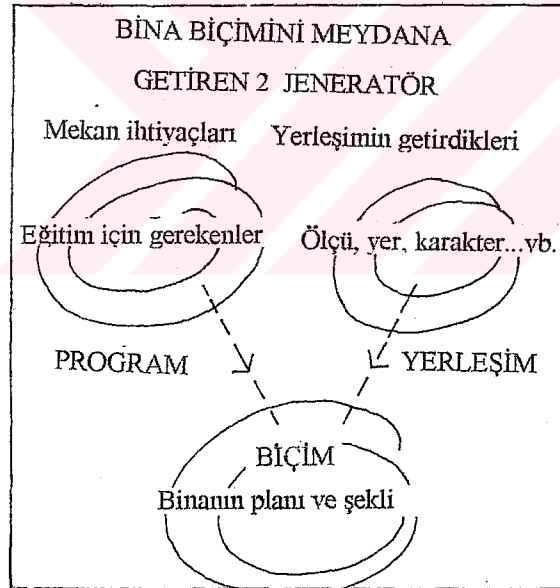 BİNA BİÇİMİNİ MEYDANA
GETİREN 2 JENERATÖR
Mekan ihtiyaçları Yerleşimin getirdikleri
Eğitim için gerekenler Ölçü, yer, karakter...vb.
PROGRAM YERLEŞİM
BİÇİM
Binanın planı ve şekli